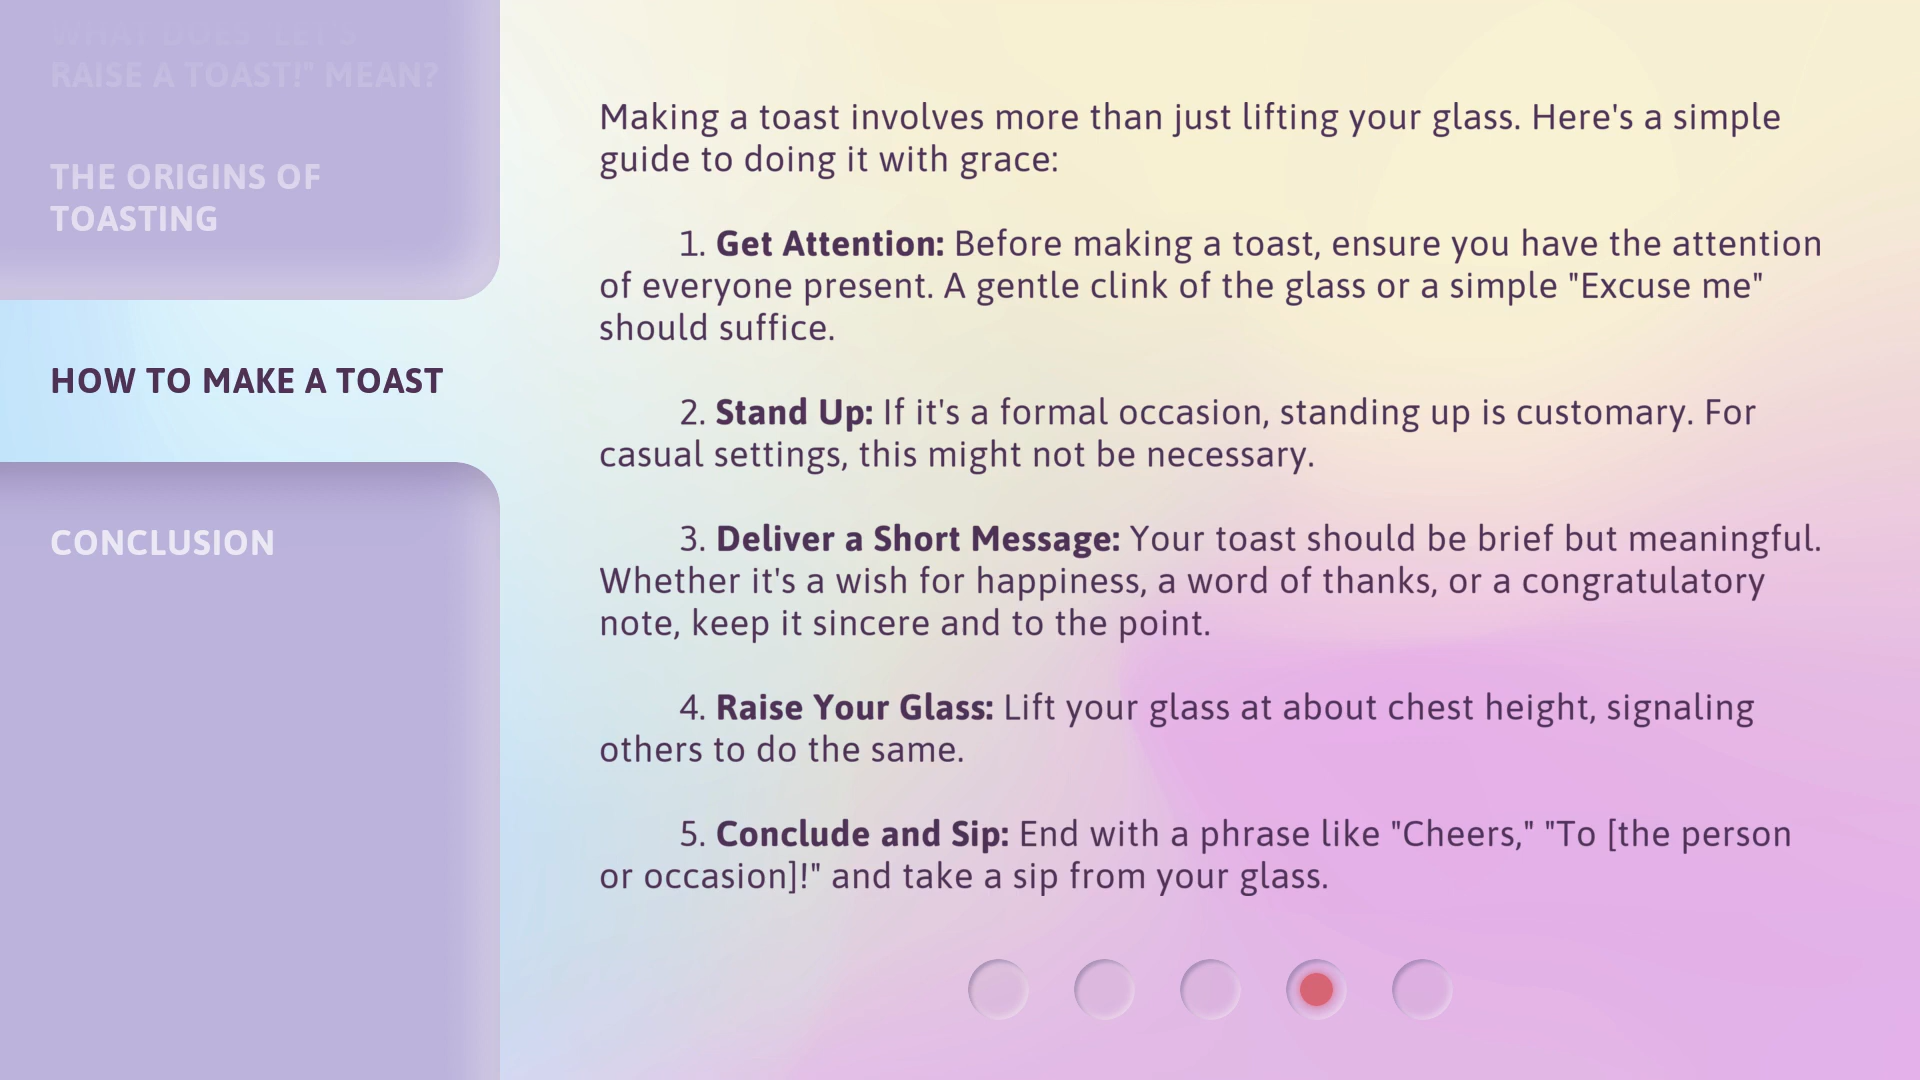 WHAT DOES "LET'S
RAISE A TOAST!" MEAN?
THE ORIGINS OF
TOASTING
HOW TO MAKE A TOAST
CONCLUSION
Making a toast involves more than just lifting your glass. Here's a simple
guide to doing it with grace:
1. Get Attention: Before making a toast, ensure you have the attention
of everyone present. A gentle clink of the glass or a simple "Excuse me"
should suffice.
2. Stand Up: If it's a formal occasion, standing up is customary. For
casual settings, this might not be necessary.
3. Deliver a Short Message: Your toast should be brief but meaningful.
Whether it's a wish for happiness, a word of thanks, or a congratulatory
note, keep it sincere and to the point.
4. Raise Your Glass: Lift your glass at about chest height, signaling
others to do the same.
5. Conclude and Sip: End with a phrase like "Cheers," "To [the person
or occasion]!" and take a sip from your glass.